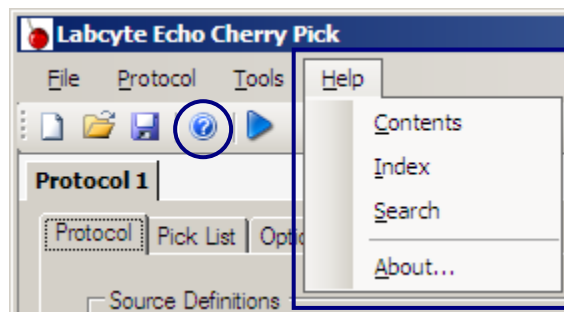 Labcyte Echo Cherry Pick
File Protocol Tools Help
Contents
Index
Protocol 1
Search
Protocol Pick List
About...
Source Definitions